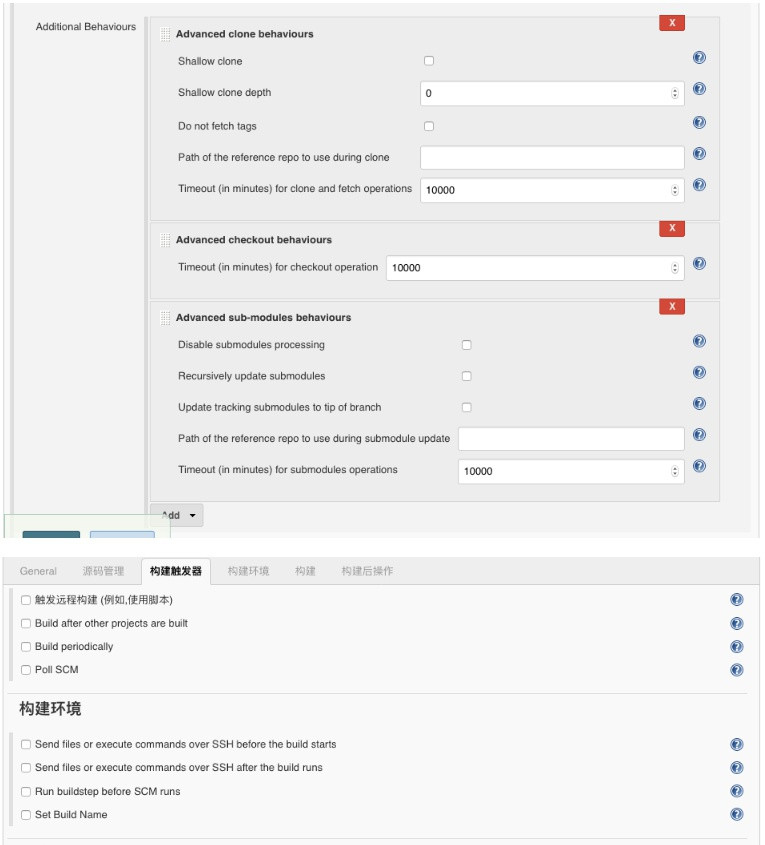 Additional Behaviours
Advanced clone behaviours
X
Shallow clone
Shallow clone depth
0
Do not fetch tags
Path of the reference repo to use during clone
Timeout (in minutes) for clone and fetch operations
10000
Advanced checkout behaviours
X
Timeout (in minutes) for checkout operation
10000
Advanced sub-modules behaviours
X
Disable submodules processing
Recursively update submodules
Update tracking submodules to tip of branch
Path of the reference repo to use during submodule update
Timeout (in minutes) for submodules operations
10000
Add
General 源码管理 构建触发器 构建环境 构建 构建后操作
触发远程构建 (例如,使用脚本)
Build after other projects are built
Build periodically
Poll SCM
构建环境
Send files or execute commands over SSH before the build starts
Send files or execute commands over SSH after the build runs
Run buildstep before SCM runs
Set Build Name